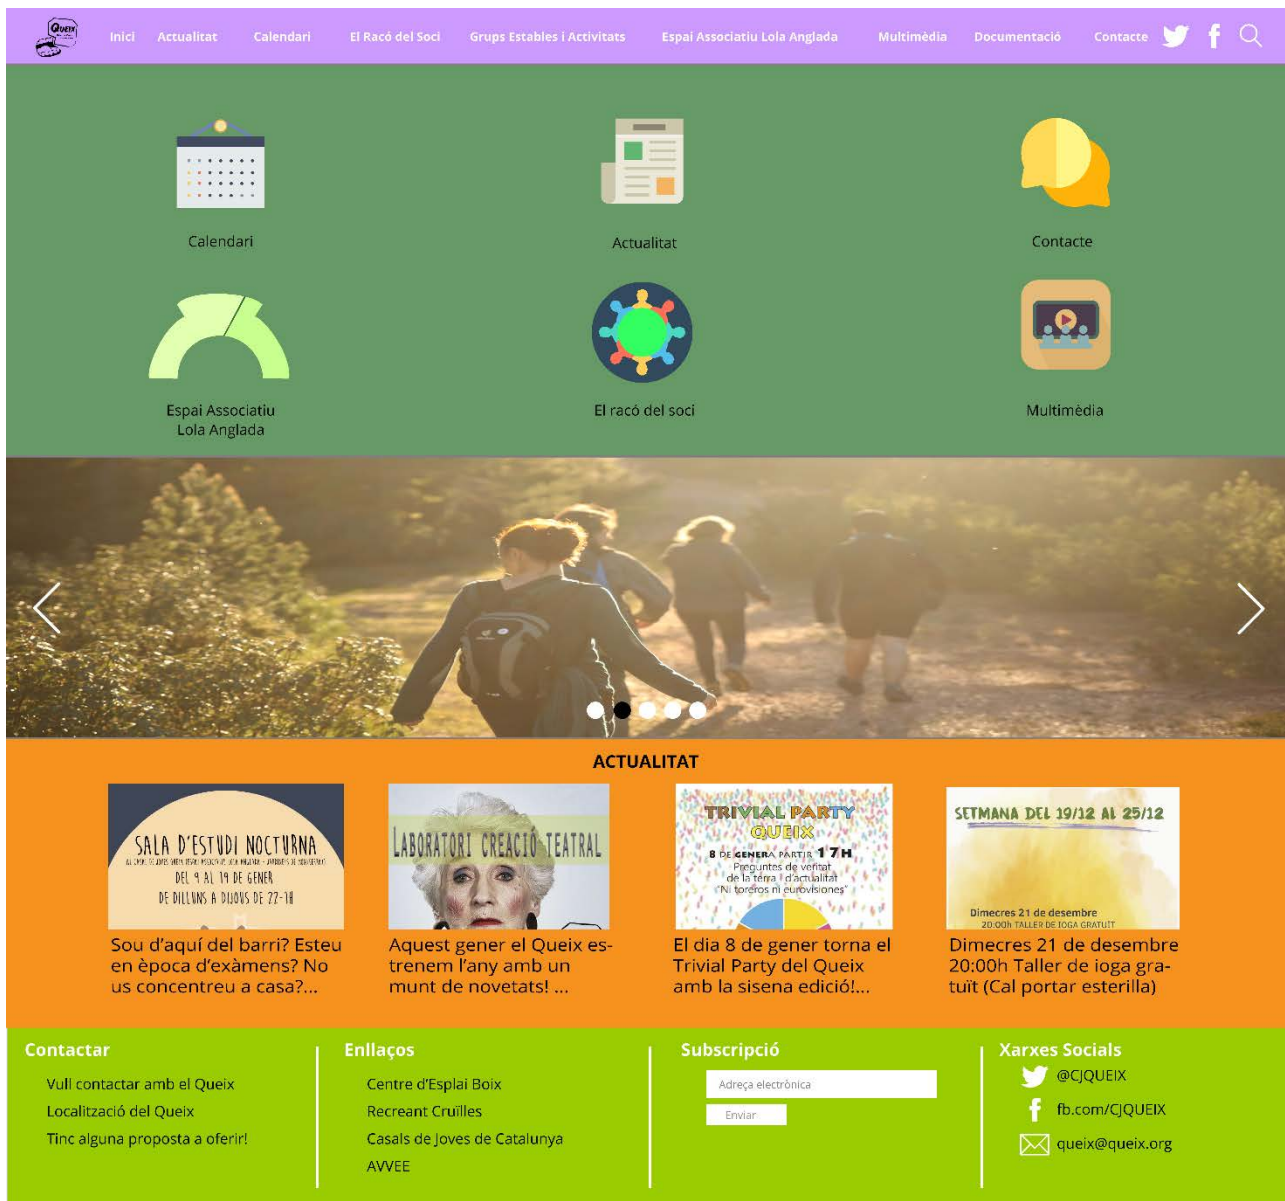 Queix
Inici Actualitat Calendari El Racó del Soci Grups Estables i Activitats Espai Associatiu Lola Anglada Multimèdia Documentació Contacte
Calendari
Actualitat
Contacte
Espai Associatiu
Lola Anglada
El racó del soci
Multimèdia
ACTUALITAT
SALA D'ESTUDI NOCTURNA
DEL 9 AL 19 DE GENER
DE DILLUNS A DIJOUS DE 22-1H
Sou d'aquí del barri? Esteu
en època d'exàmens? No
us concentreu a casa?...
LABORATORI CREACIÓ TEATRAL
Aquest gener el Queix es-
trenem l'any amb un
munt de novetats! ...
TRIVIAL PARTY
QUEIX
8 DE GENER A PARTIR 17H
Preguntes de veritat
de la terra i d'actualitat
"Ni toreros ni eurovisiones"
El dia 8 de gener torna el
Trivial Party del Queix
amb la sisena edició!...
SETMANA DEL 19/12 AL 25/12
Dimecres 21 de desembre
20:00H TALLER DE IOGA GRATUÏT
Dimecres 21 de desembre
20:00h Taller de ioga gra-
tuït (Cal portar esterilla)
Contactar
Vull contactar amb el Queix
Localització del Queix
Tinc alguna proposta a oferir!
Enllaços
Centre d'Esplai Boix
Recreant Cruïlles
Casals de Joves de Catalunya
AVVEE
Subscripció
Adreça electrònica
Enviar
Xarxes Socials
@CJQUEIX
fb.com/CJQUEIX
queix@queix.org